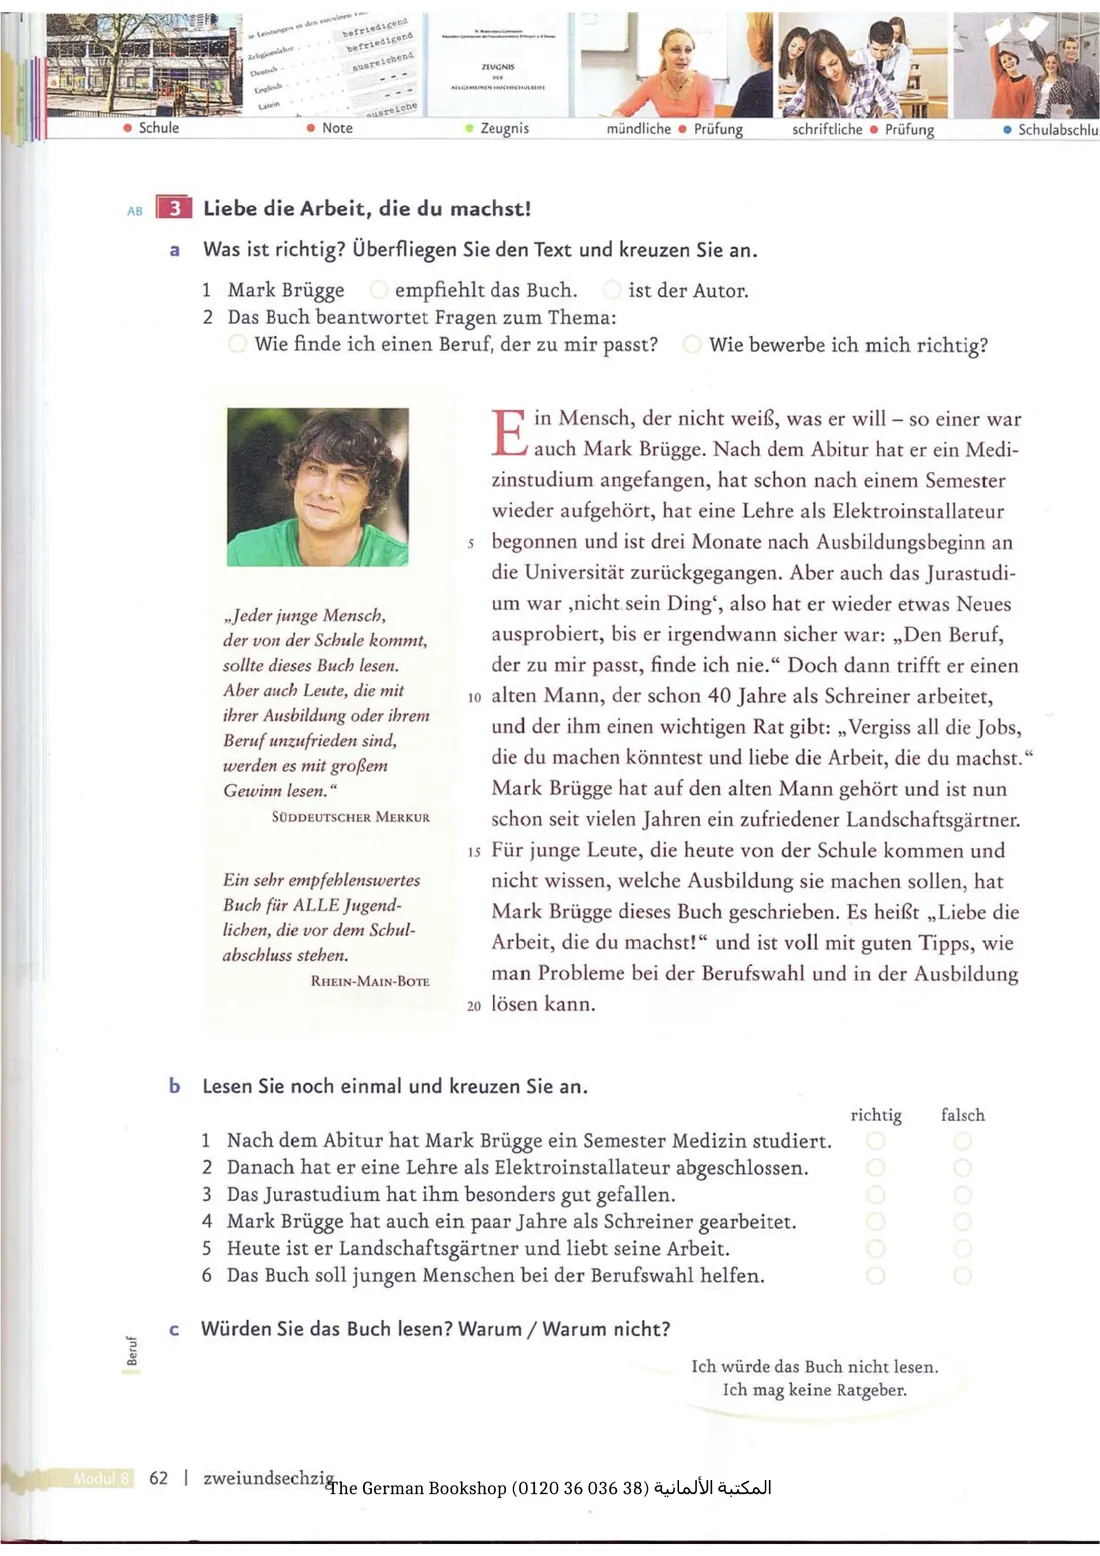 er Leistungen in den einzelnen
Religionslehre . . . . befriedigend
Deutsch . . . . befriedigend
Englisch . . . . ausreichend
Latein . . . .
ZEUGNIS
DER
ALLGEMEINEN HOCHSCHULREIFE
Schule
Note
Zeugnis
mündliche Prüfung
schriftliche Prüfung
Schulabschlu
AB 3 Liebe die Arbeit, die du machst!
a Was ist richtig? Überfliegen Sie den Text und kreuzen Sie an.
1 Mark Brügge empfiehlt das Buch. ist der Autor.
2 Das Buch beantwortet Fragen zum Thema:
Wie finde ich einen Beruf, der zu mir passt? Wie bewerbe ich mich richtig?
„Jeder junge Mensch,
der von der Schule kommt,
sollte dieses Buch lesen.
Aber auch Leute, die mit
ihrer Ausbildung oder ihrem
Beruf unzufrieden sind,
werden es mit großem
Gewinn lesen.“
SÜDDEUTSCHER MERKUR
Ein sehr empfehlenswertes
Buch für ALLE Jugend-
lichen, die vor dem Schul-
abschluss stehen.
RHEIN-MAIN-BOTE
Ein Mensch, der nicht weiß, was er will – so einer war
auch Mark Brügge. Nach dem Abitur hat er ein Medi-
zinstudium angefangen, hat schon nach einem Semester
wieder aufgehört, hat eine Lehre als Elektroinstallateur
5 begonnen und ist drei Monate nach Ausbildungsbeginn an
die Universität zurückgegangen. Aber auch das Jurastudi-
um war ‚nicht sein Ding‘, also hat er wieder etwas Neues
ausprobiert, bis er irgendwann sicher war: „Den Beruf,
der zu mir passt, finde ich nie.“ Doch dann trifft er einen
10 alten Mann, der schon 40 Jahre als Schreiner arbeitet,
und der ihm einen wichtigen Rat gibt: „Vergiss all die Jobs,
die du machen könntest und liebe die Arbeit, die du machst.“
Mark Brügge hat auf den alten Mann gehört und ist nun
schon seit vielen Jahren ein zufriedener Landschaftsgärtner.
15 Für junge Leute, die heute von der Schule kommen und
nicht wissen, welche Ausbildung sie machen sollen, hat
Mark Brügge dieses Buch geschrieben. Es heißt „Liebe die
Arbeit, die du machst!“ und ist voll mit guten Tipps, wie
man Probleme bei der Berufswahl und in der Ausbildung
20 lösen kann.
b Lesen Sie noch einmal und kreuzen Sie an.
richtig falsch
1 Nach dem Abitur hat Mark Brügge ein Semester Medizin studiert.
2 Danach hat er eine Lehre als Elektroinstallateur abgeschlossen.
3 Das Jurastudium hat ihm besonders gut gefallen.
4 Mark Brügge hat auch ein paar Jahre als Schreiner gearbeitet.
5 Heute ist er Landschaftsgärtner und liebt seine Arbeit.
6 Das Buch soll jungen Menschen bei der Berufswahl helfen.
c Würden Sie das Buch lesen? Warum / Warum nicht?
Beruf
Ich würde das Buch nicht lesen.
Ich mag keine Ratgeber.
Modul 8 62 | zweiundsechzig
The German Bookshop (0120 36 036 38) المكتبة الألمانية